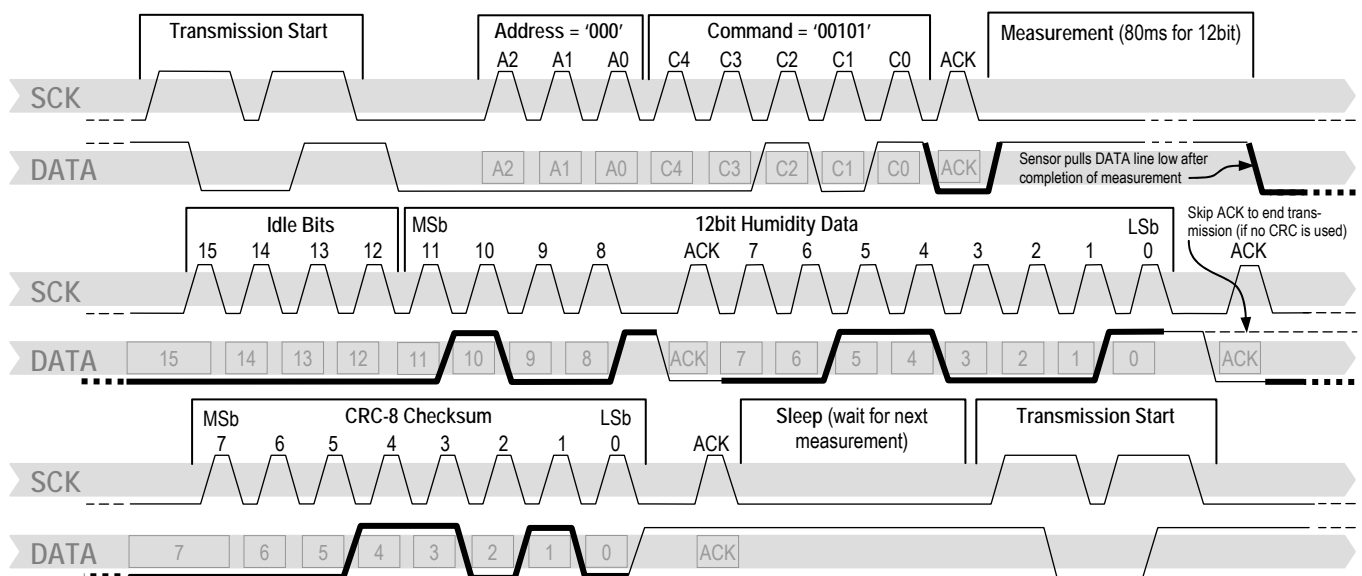 Transmission Start Address = '000' Command = '00101' Measurement (80ms for 12bit)
A2 A1 A0 C4 C3 C2 C1 C0 ACK
SCK
DATA A2 A1 A0 C4 C3 C2 C1 C0 ACK
Sensor pulls DATA line low after
completion of measurement
Idle Bits MSb 12bit Humidity Data LSb
Skip ACK to end trans-
mission (if no CRC is used)
15 14 13 12 11 10 9 8 ACK 7 6 5 4 3 2 1 0 ACK
SCK
DATA 15 14 13 12 11 10 9 8 ACK 7 6 5 4 3 2 1 0 ACK
MSb CRC-8 Checksum LSb
Sleep (wait for next
measurement)
Transmission Start
7 6 5 4 3 2 1 0 ACK
SCK
DATA 7 6 5 4 3 2 1 0 ACK